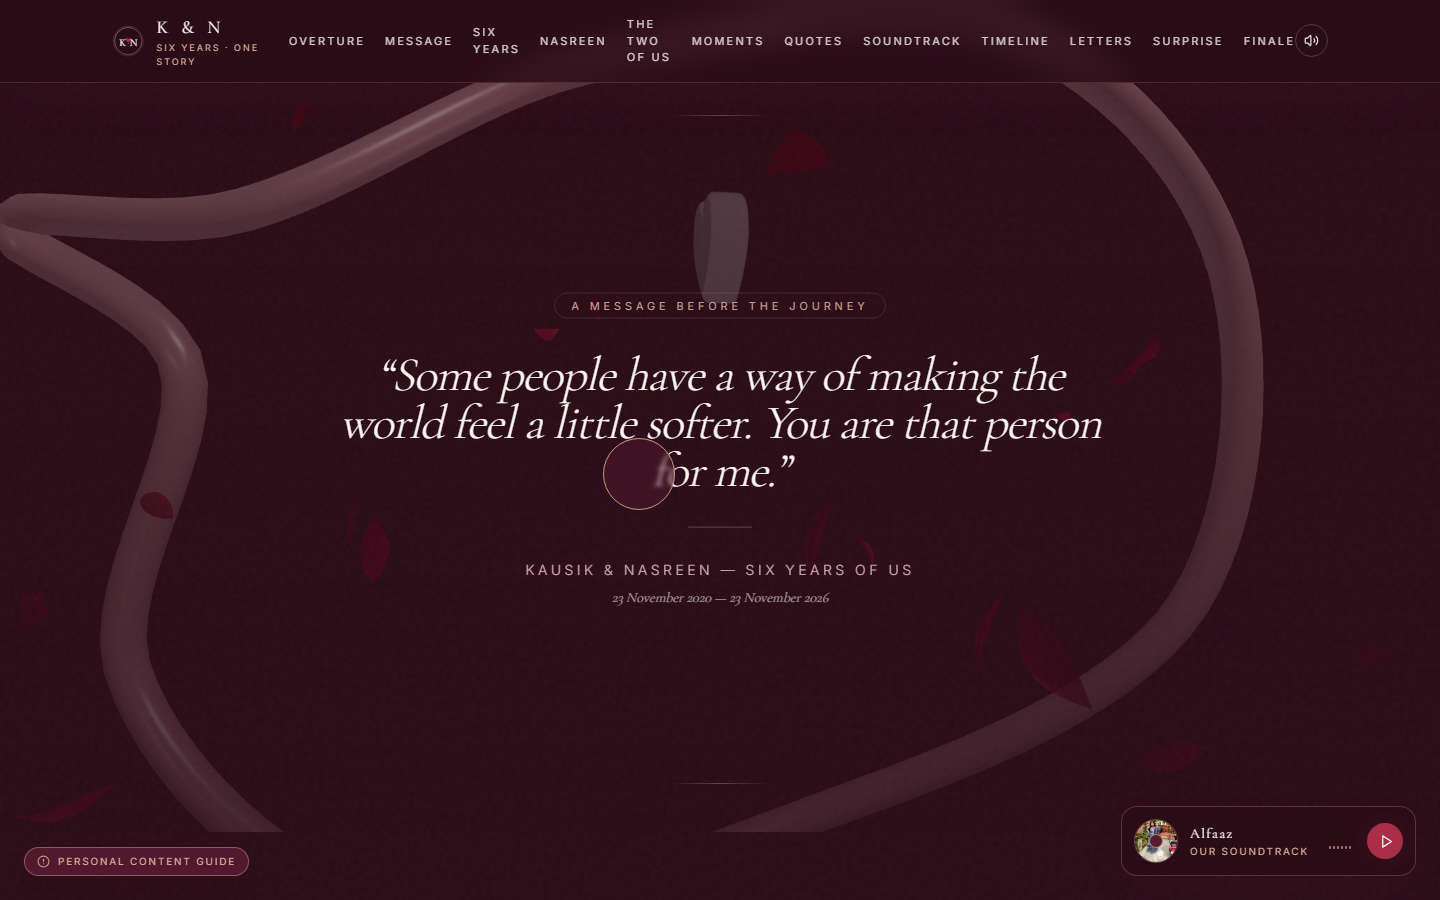 K & N
SIX YEARS · ONE
STORY
OVERTURE
MESSAGE
SIX
YEARS
NASREEN
THE
TWO
OF US
MOMENTS
QUOTES
SOUNDTRACK
TIMELINE
LETTERS
SURPRISE
FINALE
A MESSAGE BEFORE THE JOURNEY
“Some people have a way of making the
world feel a little softer. You are that person
for me.”
KAUSIK & NASREEN — SIX YEARS OF US
23 November 2020 — 23 November 2026
PERSONAL CONTENT GUIDE
Alfaaz
OUR SOUNDTRACK